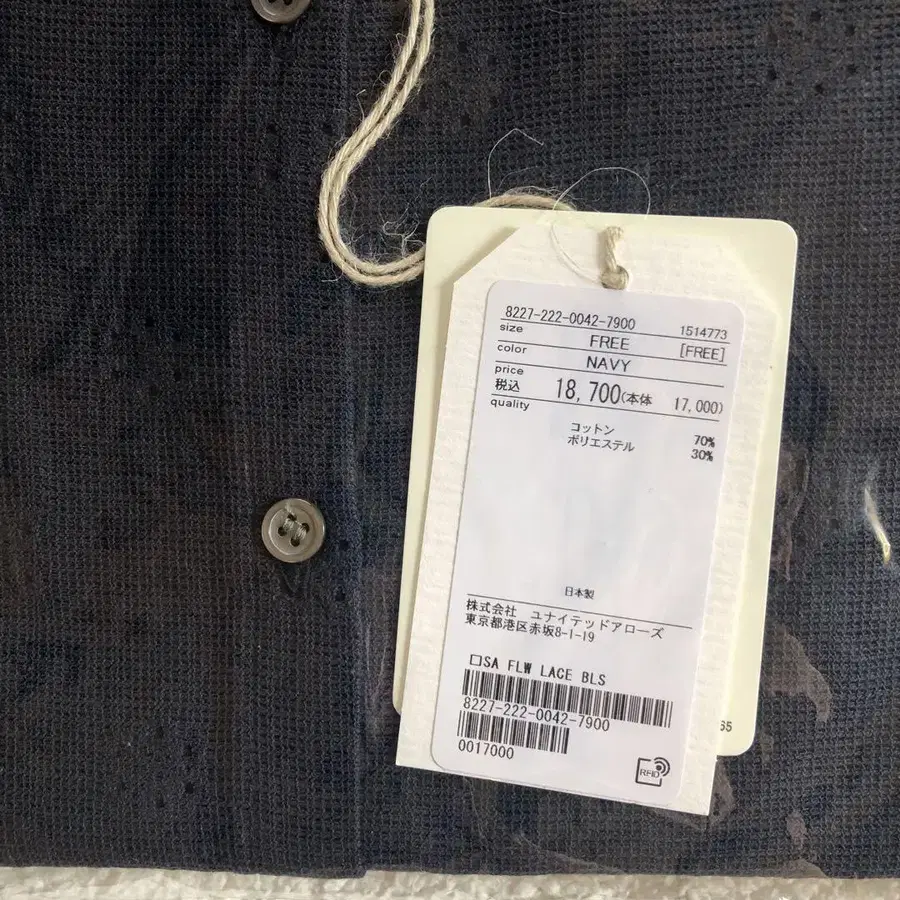 8227-222-0042-7900 1514773
size FREE [FREE]
color NAVY
price
税込 18,700(本体 17,000)
quality
コットン 70%
ポリエステル 30%
日本製
株式会社 ユナイテッドアローズ
東京都港区赤坂8-1-19
□SA FLW LACE BLS
8227-222-0042-7900
0017000
RFID
65